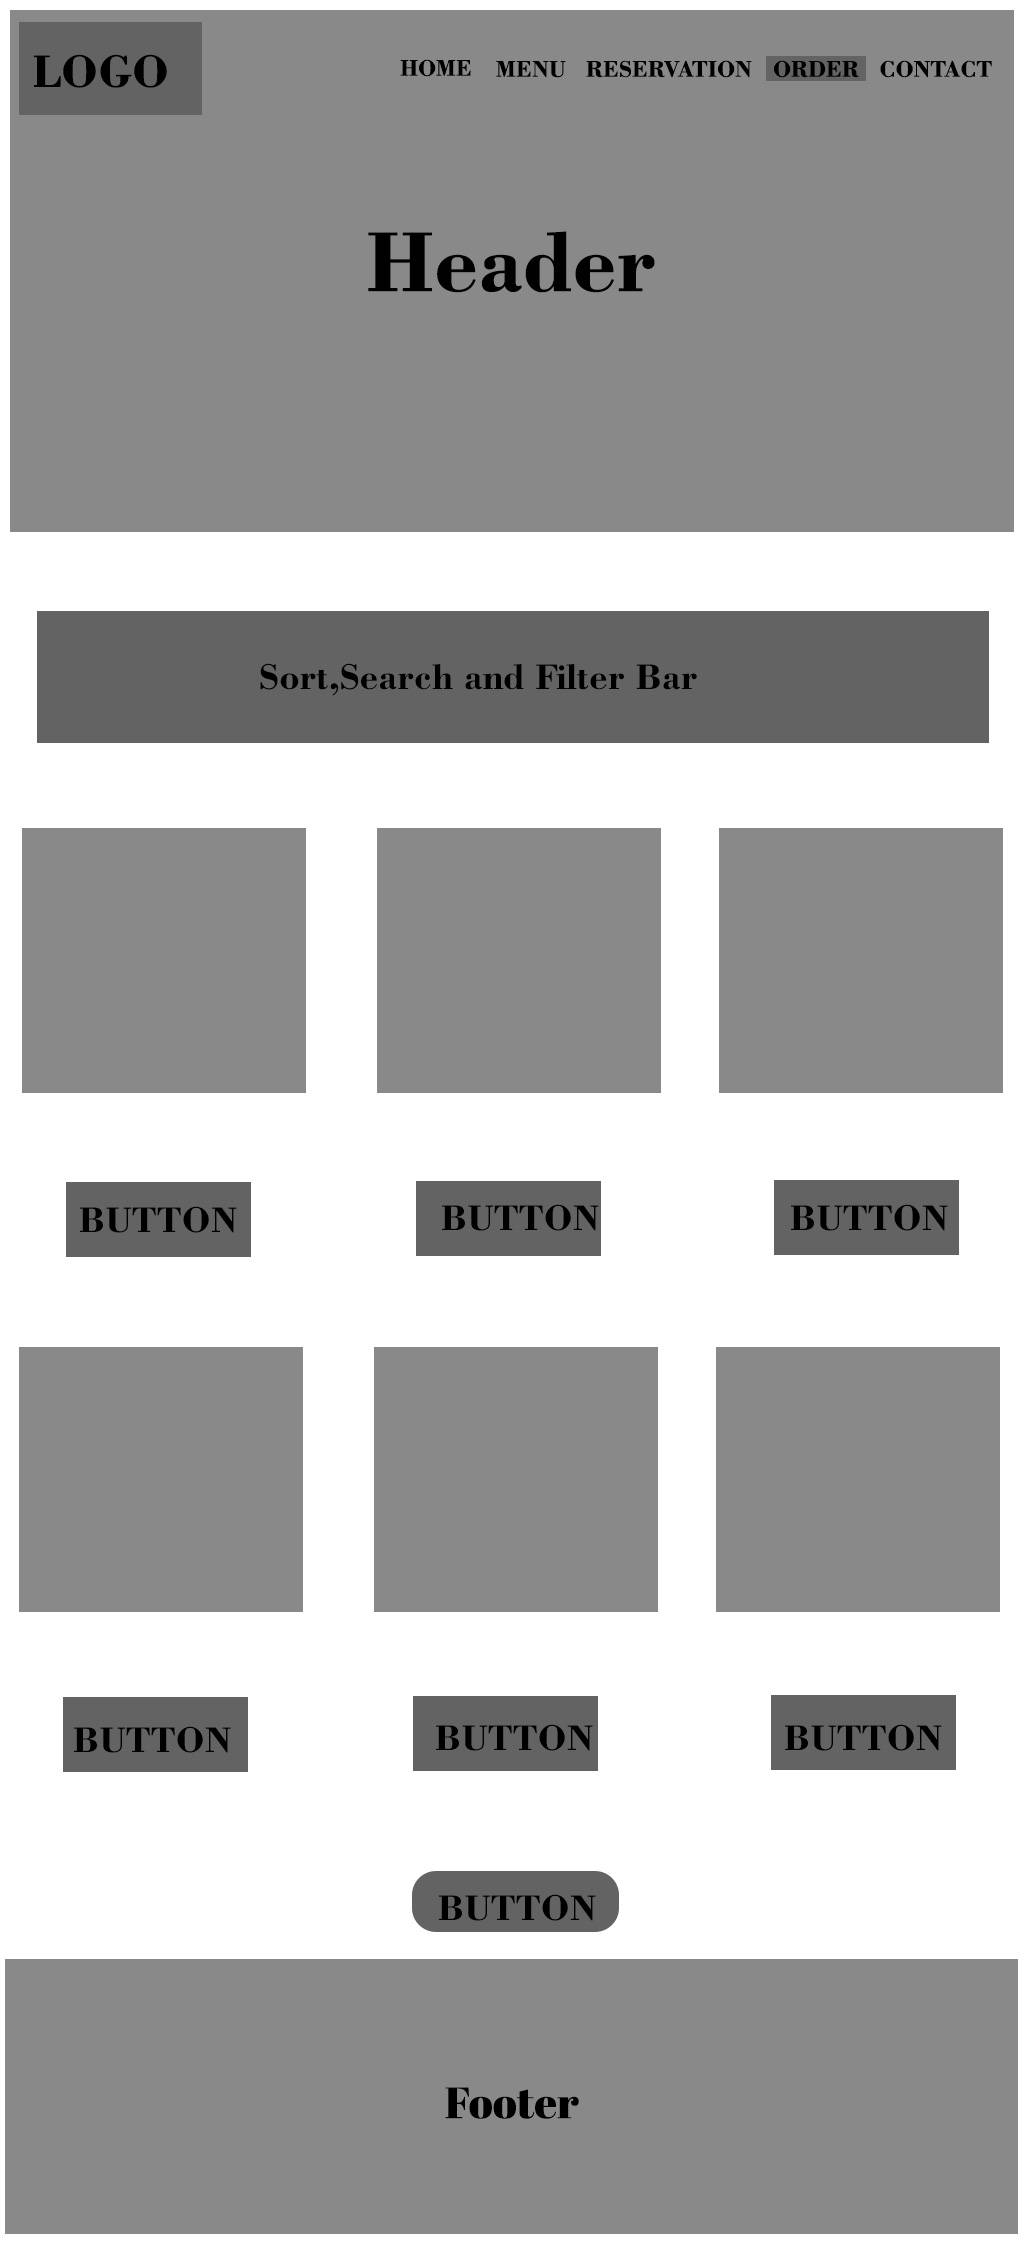 LOGO
HOME MENU RESERVATION ORDER CONTACT
Header
Sort,Search and Filter Bar
BUTTON BUTTON BUTTON
BUTTON BUTTON BUTTON
BUTTON
Footer